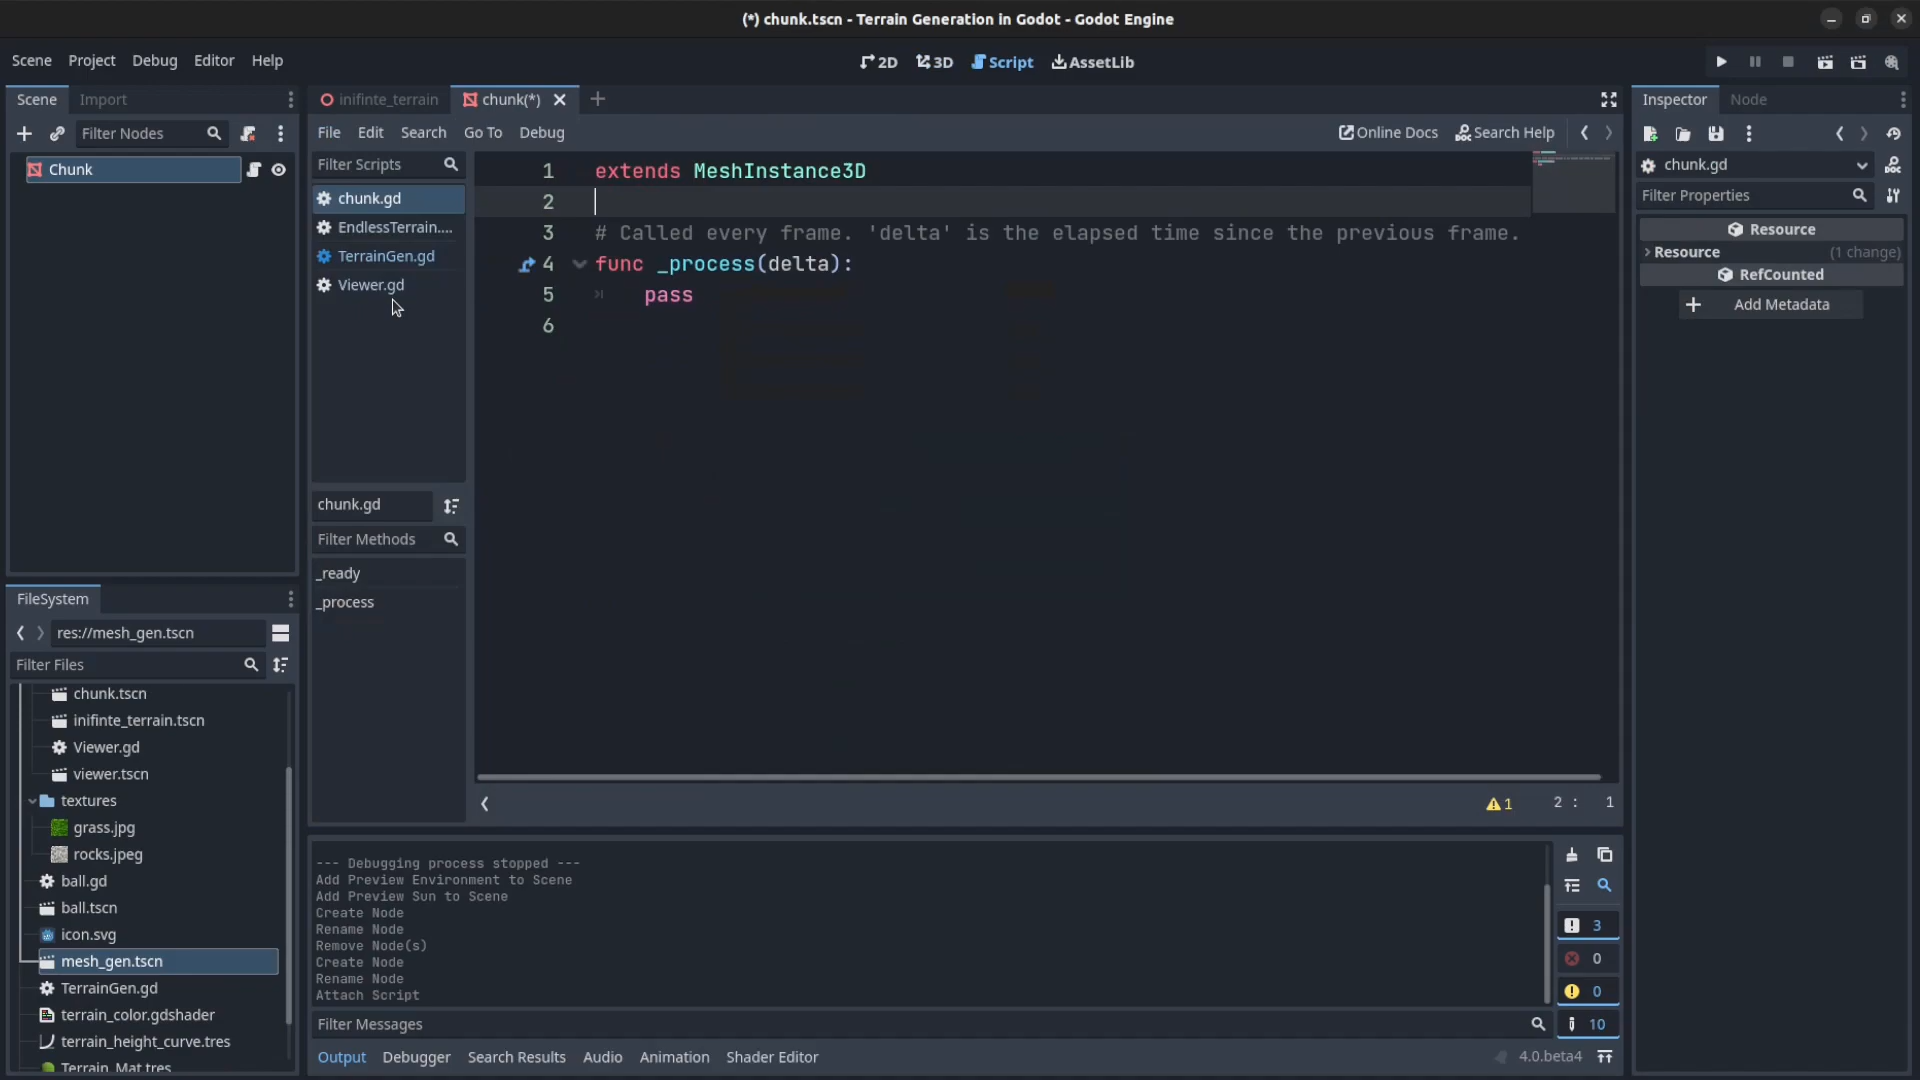 (*) chunk.tscn - Terrain Generation in Godot - Godot Engine
Scene Project Debug Editor Help
2D 3D Script AssetLib
Scene Import
Filter Nodes
Chunk
inifinte_terrain chunk(*)
File Edit Search Go To Debug
Online Docs Search Help
Filter Scripts
chunk.gd
EndlessTerrain....
TerrainGen.gd
Viewer.gd
chunk.gd
Filter Methods
_ready
_process
1 extends MeshInstance3D
2
3 # Called every frame. 'delta' is the elapsed time since the previous frame.
4 func _process(delta):
5 pass
6
1 2 : 1
Inspector Node
chunk.gd
Filter Properties
Resource
Resource (1 change)
RefCounted
Add Metadata
FileSystem
res://mesh_gen.tscn
Filter Files
chunk.tscn
inifinte_terrain.tscn
Viewer.gd
viewer.tscn
textures
grass.jpg
rocks.jpeg
ball.gd
ball.tscn
icon.svg
mesh_gen.tscn
TerrainGen.gd
terrain_color.gdshader
terrain_height_curve.tres
Terrain_Mat.tres
--- Debugging process stopped ---
Add Preview Environment to Scene
Add Preview Sun to Scene
Create Node
Rename Node
Remove Node(s)
Create Node
Rename Node
Attach Script
3
0
0
10
Filter Messages
Output Debugger Search Results Audio Animation Shader Editor
4.0.beta4